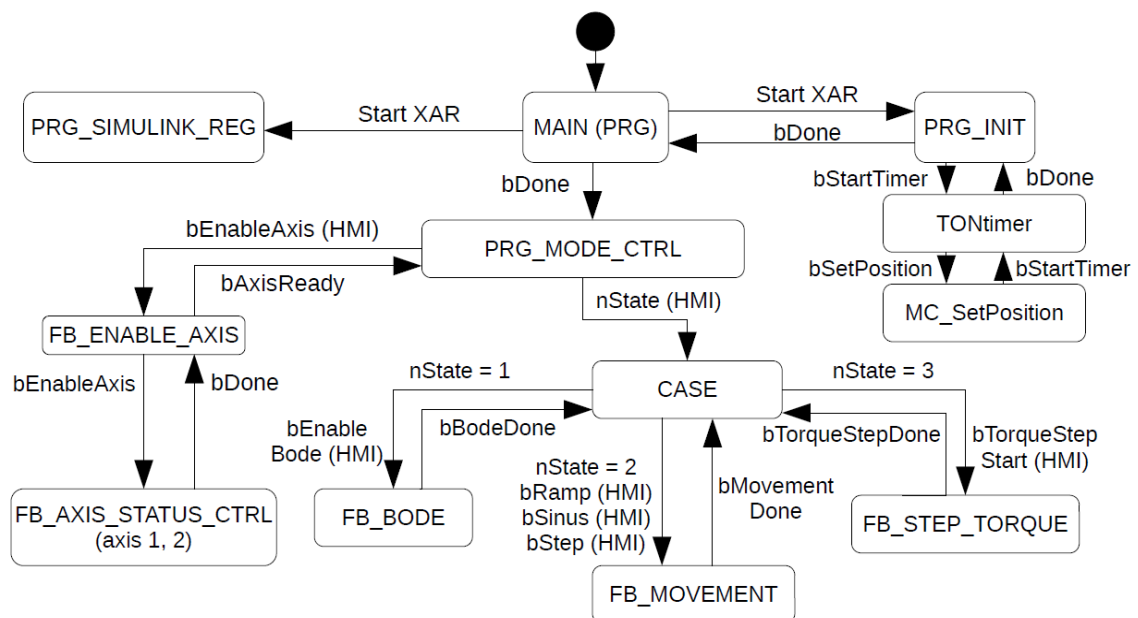 Start XAR
Start XAR
PRG_SIMULINK_REG
MAIN (PRG)
PRG_INIT
bDone
bDone
bStartTimer
bDone
bEnableAxis (HMI)
PRG_MODE_CTRL
TONtimer
bAxisReady
bSetPosition
bStartTimer
nState (HMI)
MC_SetPosition
FB_ENABLE_AXIS
bEnableAxis
bDone
nState = 1
CASE
nState = 3
bEnable
Bode (HMI)
bBodeDone
bTorqueStepDone
bTorqueStep
Start (HMI)
nState = 2
bRamp (HMI)
bSinus (HMI)
bStep (HMI)
bMovement
Done
FB_AXIS_STATUS_CTRL
(axis 1, 2)
FB_BODE
FB_STEP_TORQUE
FB_MOVEMENT